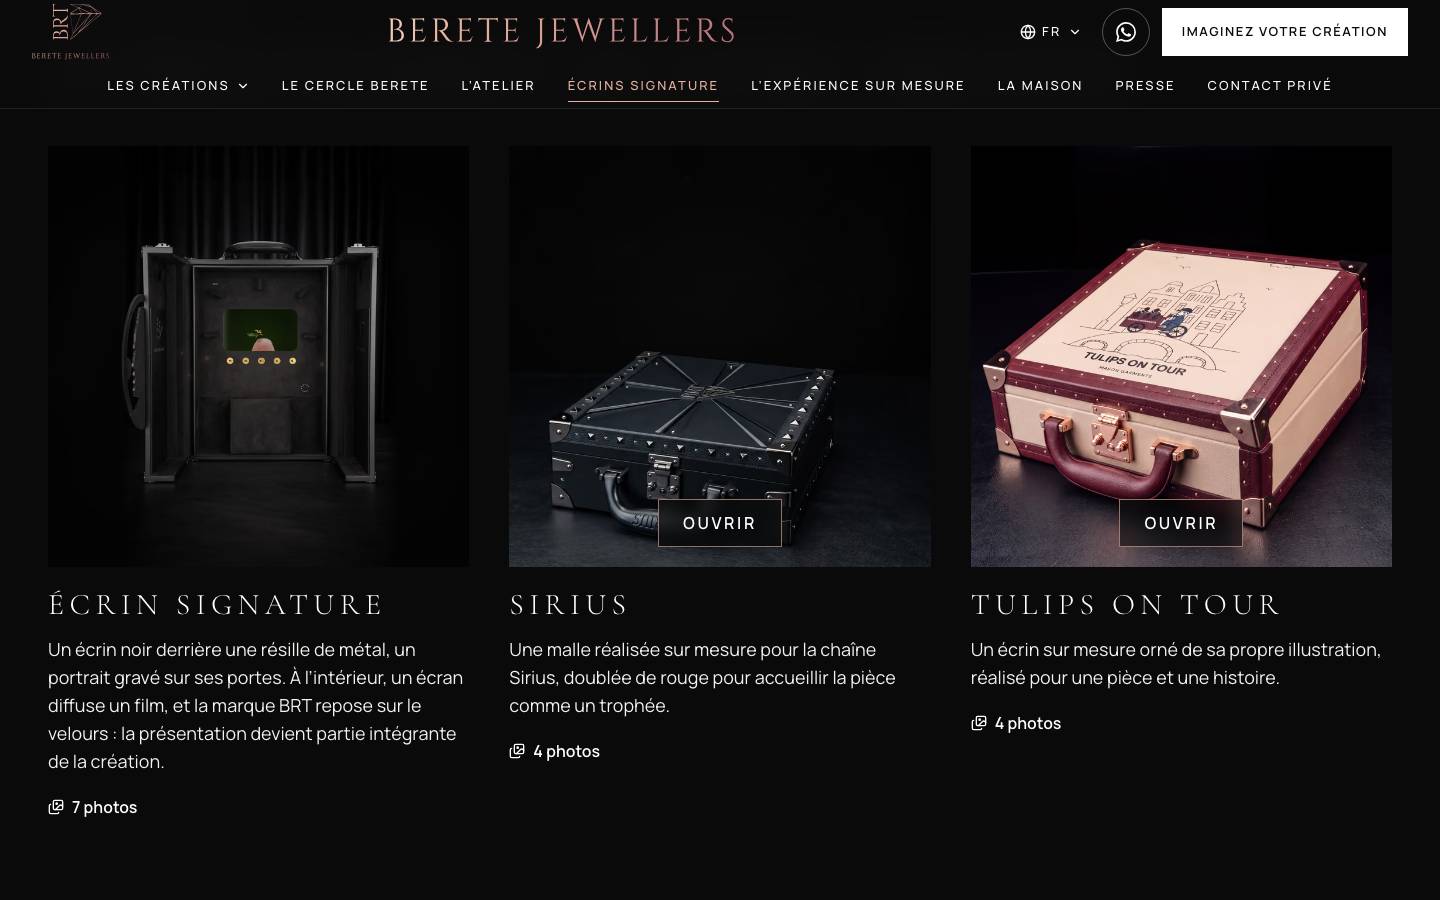 BRT
BERETE JEWELLERS
BERETE JEWELLERS
FR
IMAGINEZ VOTRE CRÉATION
LES CRÉATIONS
LE CERCLE BERETE
L'ATELIER
ÉCRINS SIGNATURE
L'EXPÉRIENCE SUR MESURE
LA MAISON
PRESSE
CONTACT PRIVÉ
TULIPS ON TOUR
OUVRIR
OUVRIR
ÉCRIN SIGNATURE
Un écrin noir derrière une résille de métal, un
portrait gravé sur ses portes. À l'intérieur, un écran
diffuse un film, et la marque BRT repose sur le
velours : la présentation devient partie intégrante
de la création.
7 photos
SIRIUS
Une malle réalisée sur mesure pour la chaîne
Sirius, doublée de rouge pour accueillir la pièce
comme un trophée.
4 photos
TULIPS ON TOUR
Un écrin sur mesure orné de sa propre illustration,
réalisé pour une pièce et une histoire.
4 photos